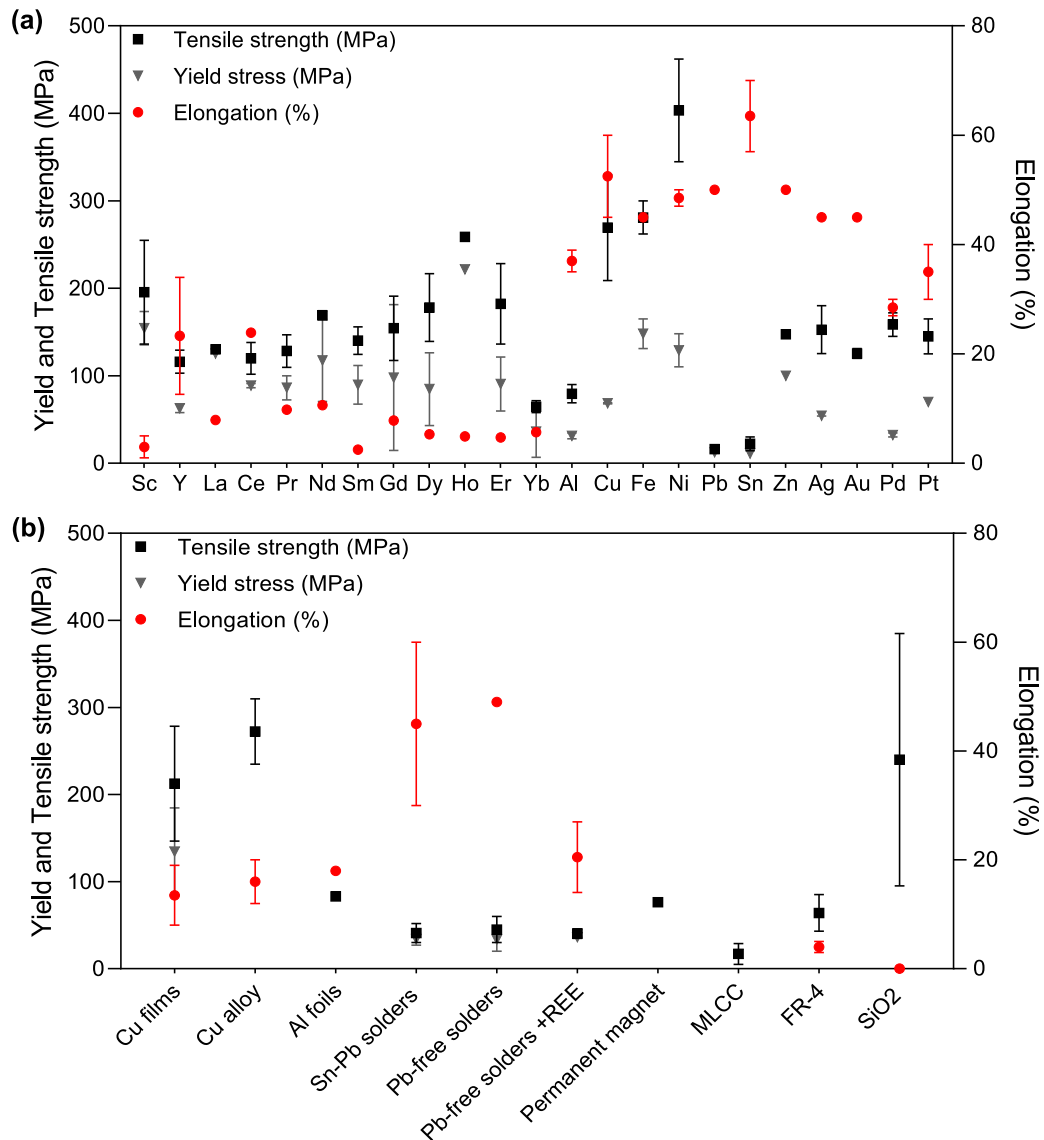 (a)
500
400
300
200
100
0
Yield and Tensile strength (MPa)
Tensile strength (MPa)
Yield stress (MPa)
Elongation (%)
80
60
40
20
0
Elongation (%)
Sc Y La Ce Pr Nd Sm Gd Dy Ho Er Yb Al Cu Fe Ni Pb Sn Zn Ag Au Pd Pt
(b)
500
400
300
200
100
0
Yield and Tensile strength (MPa)
Tensile strength (MPa)
Yield stress (MPa)
Elongation (%)
80
60
40
20
0
Elongation (%)
Cu films
Cu alloy
Al foils
Sn-Pb solders
Pb-free solders
Pb-free solders +REE
Permanent magnet
MLCC
FR-4
SiO2